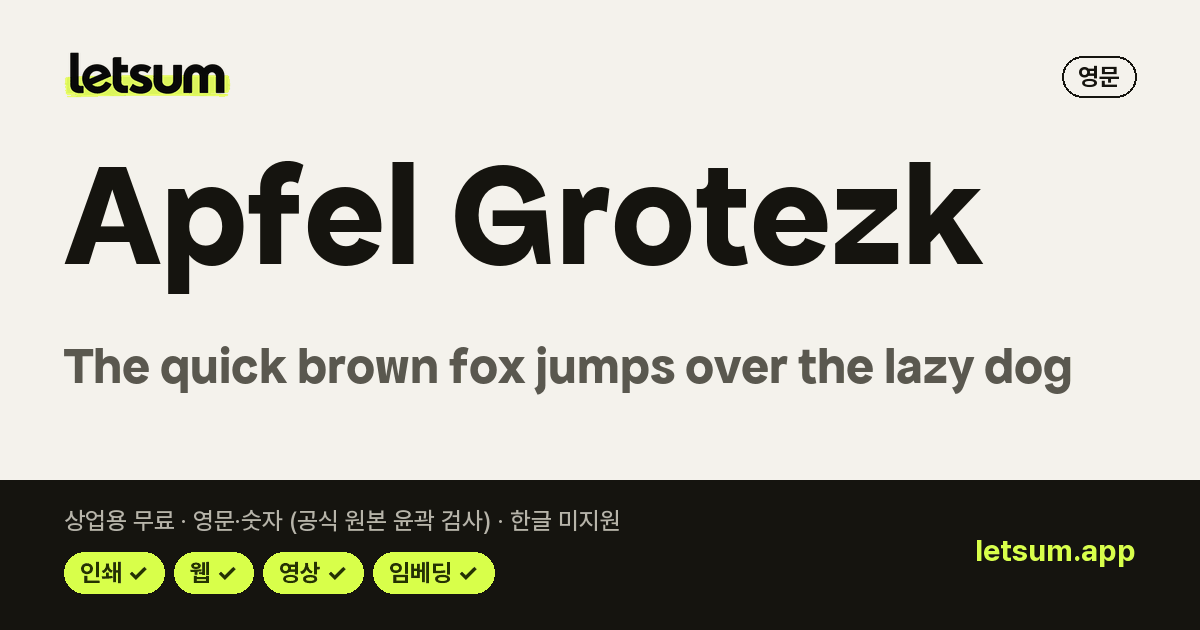 letsum
영문
Apfel Grotezk
The quick brown fox jumps over the lazy dog
상업용 무료 · 영문·숫자 (공식 원본 윤곽 검사) · 한글 미지원
인쇄 ✓ 웹 ✓ 영상 ✓ 임베딩 ✓
letsum.app